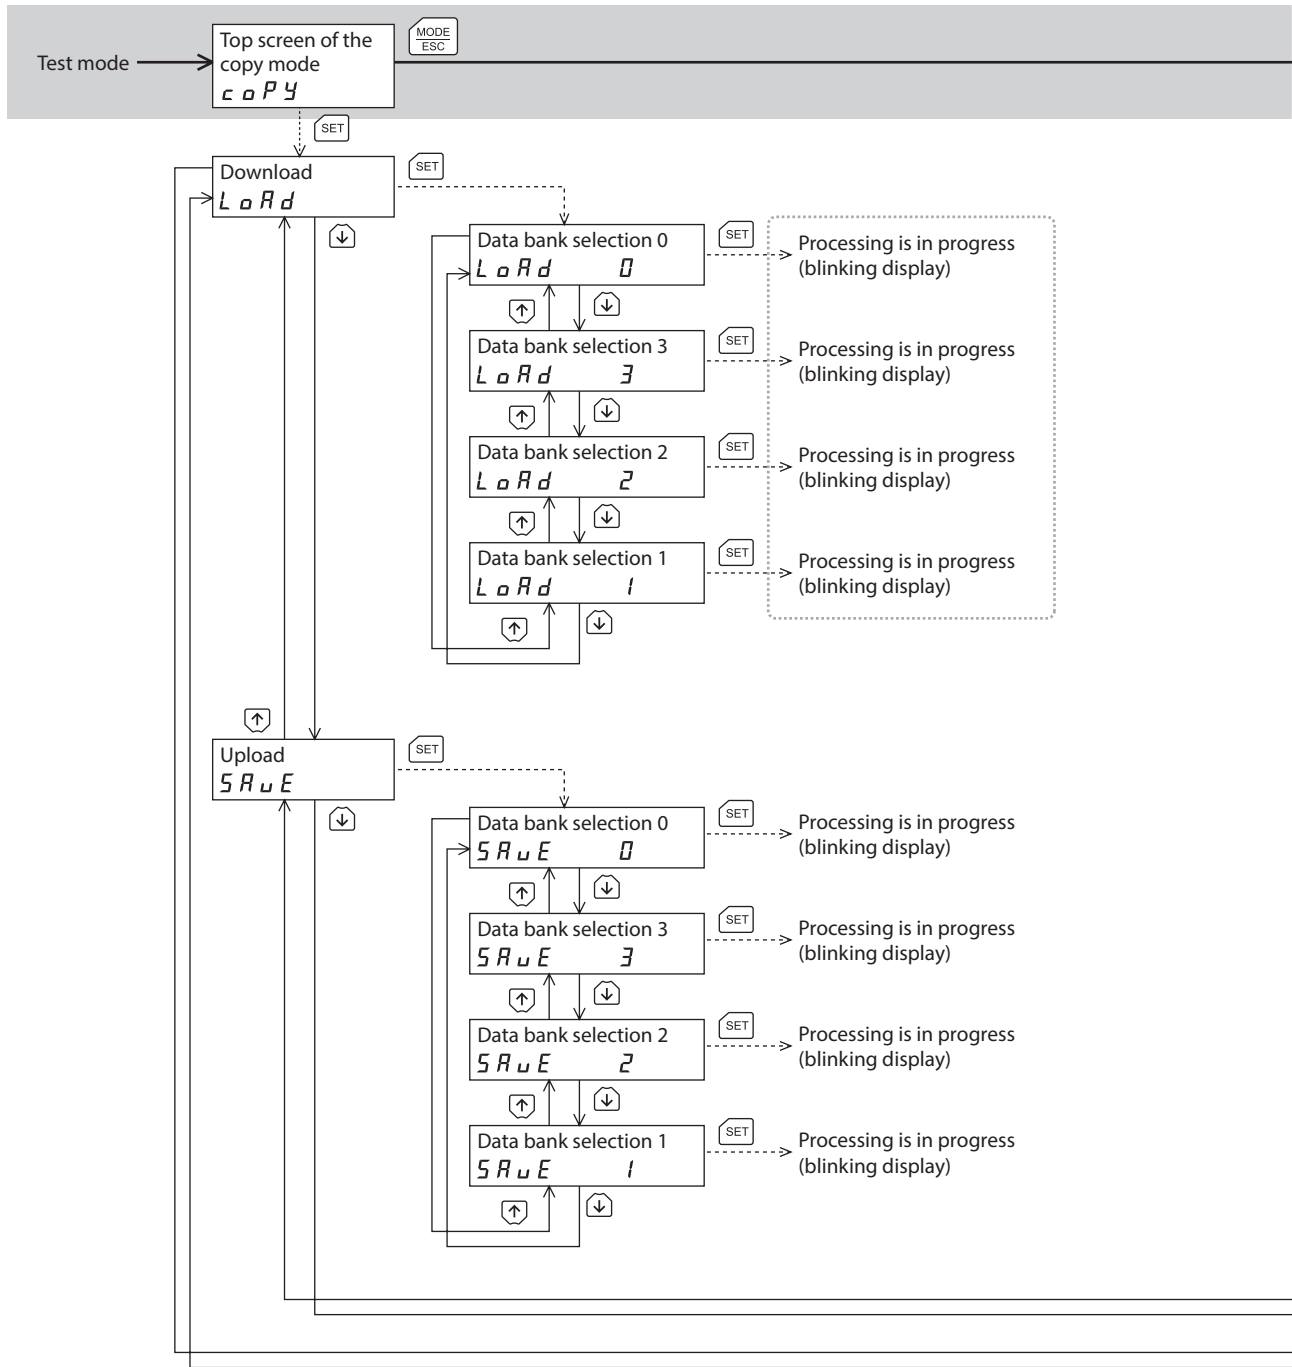 Test mode
Top screen of the
copy mode
coPY
MODE
ESC
SET
Download
LoAd
SET
Data bank selection 0
LoAd 0
SET
Processing is in progress
(blinking display)
Data bank selection 3
LoAd 3
SET
Processing is in progress
(blinking display)
Data bank selection 2
LoAd 2
SET
Processing is in progress
(blinking display)
Data bank selection 1
LoAd 1
SET
Processing is in progress
(blinking display)
Upload
SAvE
SET
Data bank selection 0
SAvE 0
SET
Processing is in progress
(blinking display)
Data bank selection 3
SAvE 3
SET
Processing is in progress
(blinking display)
Data bank selection 2
SAvE 2
SET
Processing is in progress
(blinking display)
Data bank selection 1
SAvE 1
SET
Processing is in progress
(blinking display)